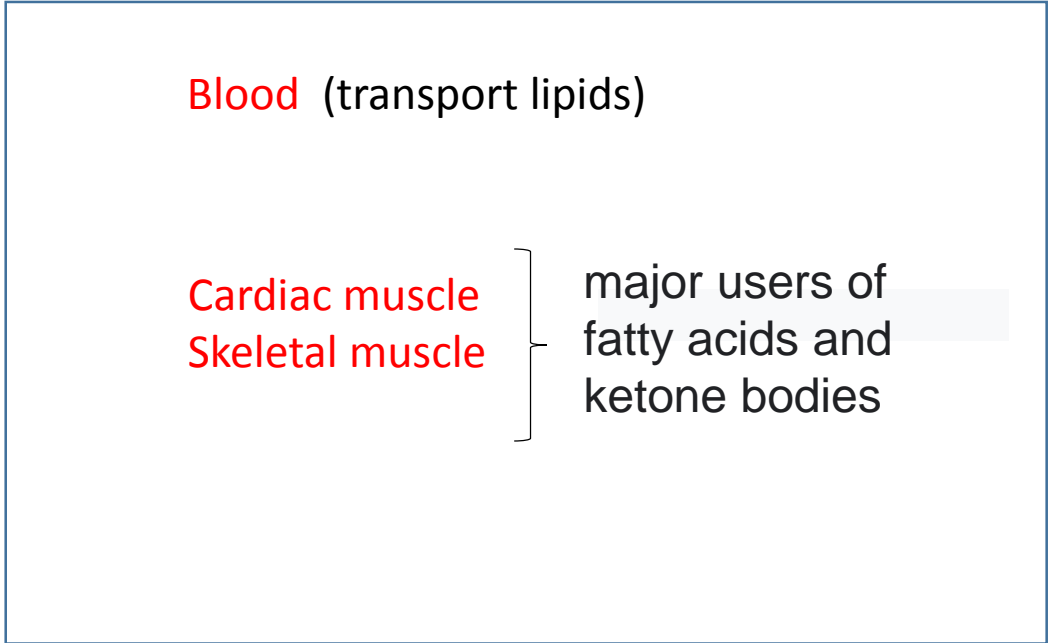 Blood (transport lipids)
Cardiac muscle
Skeletal muscle
major users of
fatty acids and
ketone bodies